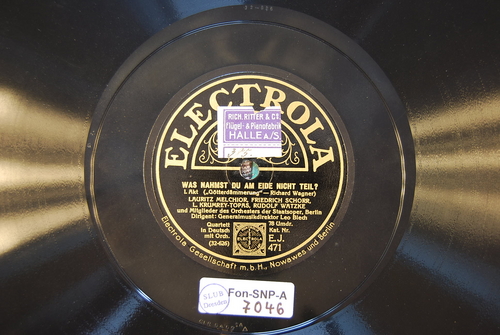 ELECTROLA
RICH. RITTER & Co
Flügel- & Pianofabrik
HALLE A/S.
WAS NAHMST DU AM EIDE NICHT TEIL?
I. Akt („Götterdämmerung" — Richard Wagner)
LAURITZ MELCHIOR, FRIEDRICH SCHORR,
L. KRUMREY-TOPAS, RUDOLF WATZKE
und Mitglieder des Orchesters der Staatsoper, Berlin
Dirigent: Generalmusikdirektor Leo Blech
Quartett
in Deutsch
mit Orch.
(32-626)
ELECTROLA
78 Umdr.
Kat. Nr.
E.J.
471
Electrola Gesellschaft m.b.H., Nowawes und Berlin
SLUB
Dresden
Fon-SNP-A
7046